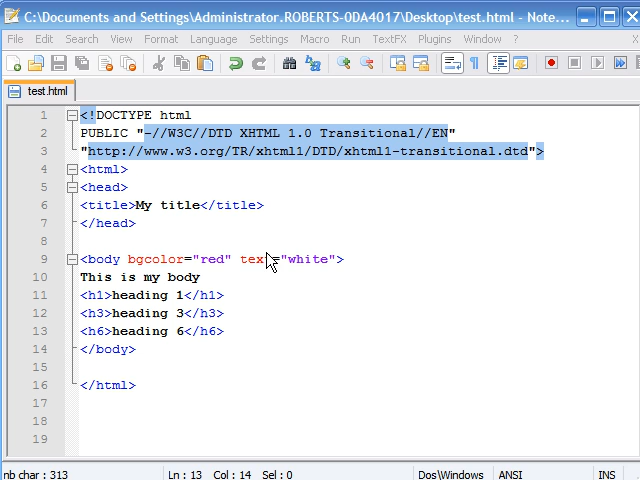 C:\Documents and Settings\Administrator.ROBERTS-0DA4017\Desktop\test.html - Note...
File Edit Search View Format Language Settings Macro Run TextFX Plugins Window ? X
test.html
1 <!DOCTYPE html
2 PUBLIC "-//W3C//DTD XHTML 1.0 Transitional//EN"
3 "http://www.w3.org/TR/xhtml1/DTD/xhtml1-transitional.dtd">
4 <html>
5 <head>
6 <title>My title</title>
7 </head>
8
9 <body bgcolor="red" text="white">
10 This is my body
11 <h1>heading 1</h1>
12 <h3>heading 3</h3>
13 <h6>heading 6</h6>
14 </body>
15
16 </html>
17
18
19
nb char : 313 Ln : 13 Col : 14 Sel : 0 Dos\Windows ANSI INS